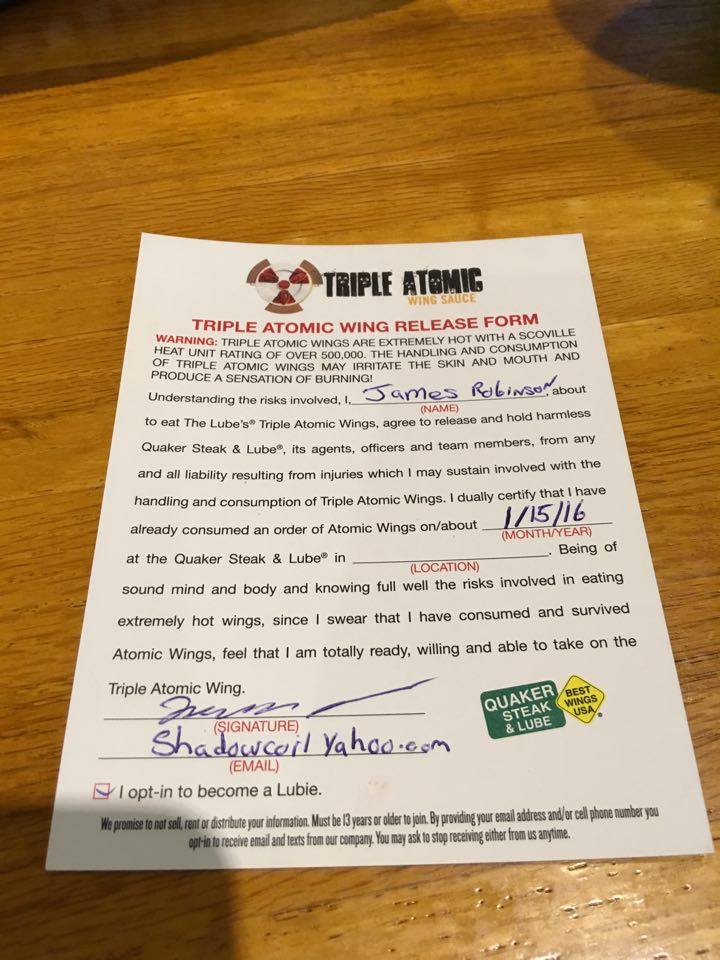 TRIPLE ATOMIC
WING SAUCE
TRIPLE ATOMIC WING RELEASE FORM
WARNING: TRIPLE ATOMIC WINGS ARE EXTREMELY HOT WITH A SCOVILLE
HEAT UNIT RATING OF OVER 500,000. THE HANDLING AND CONSUMPTION
OF TRIPLE ATOMIC WINGS MAY IRRITATE THE SKIN AND MOUTH AND
PRODUCE A SENSATION OF BURNING!
Understanding the risks involved, I, James Robinson, about
(NAME)
to eat The Lube's® Triple Atomic Wings, agree to release and hold harmless
Quaker Steak & Lube®, its agents, officers and team members, from any
and all liability resulting from injuries which I may sustain involved with the
handling and consumption of Triple Atomic Wings. I dually certify that I have
already consumed an order of Atomic Wings on/about 1/15/16
(MONTH/YEAR)
at the Quaker Steak & Lube® in . Being of
(LOCATION)
sound mind and body and knowing full well the risks involved in eating
extremely hot wings, since I swear that I have consumed and survived
Atomic Wings, feel that I am totally ready, willing and able to take on the
Triple Atomic Wing.
(SIGNATURE)
Shadowcoil Yahoo.com
(EMAIL)
QUAKER
STEAK
& LUBE
BEST
WINGS
USA
I opt-in to become a Lubie.
We promise to not sell, rent or distribute your information. Must be 13 years or older to join. By providing your email address and/or cell phone number you
opt-in to receive email and texts from our company. You may ask to stop receiving either from us anytime.